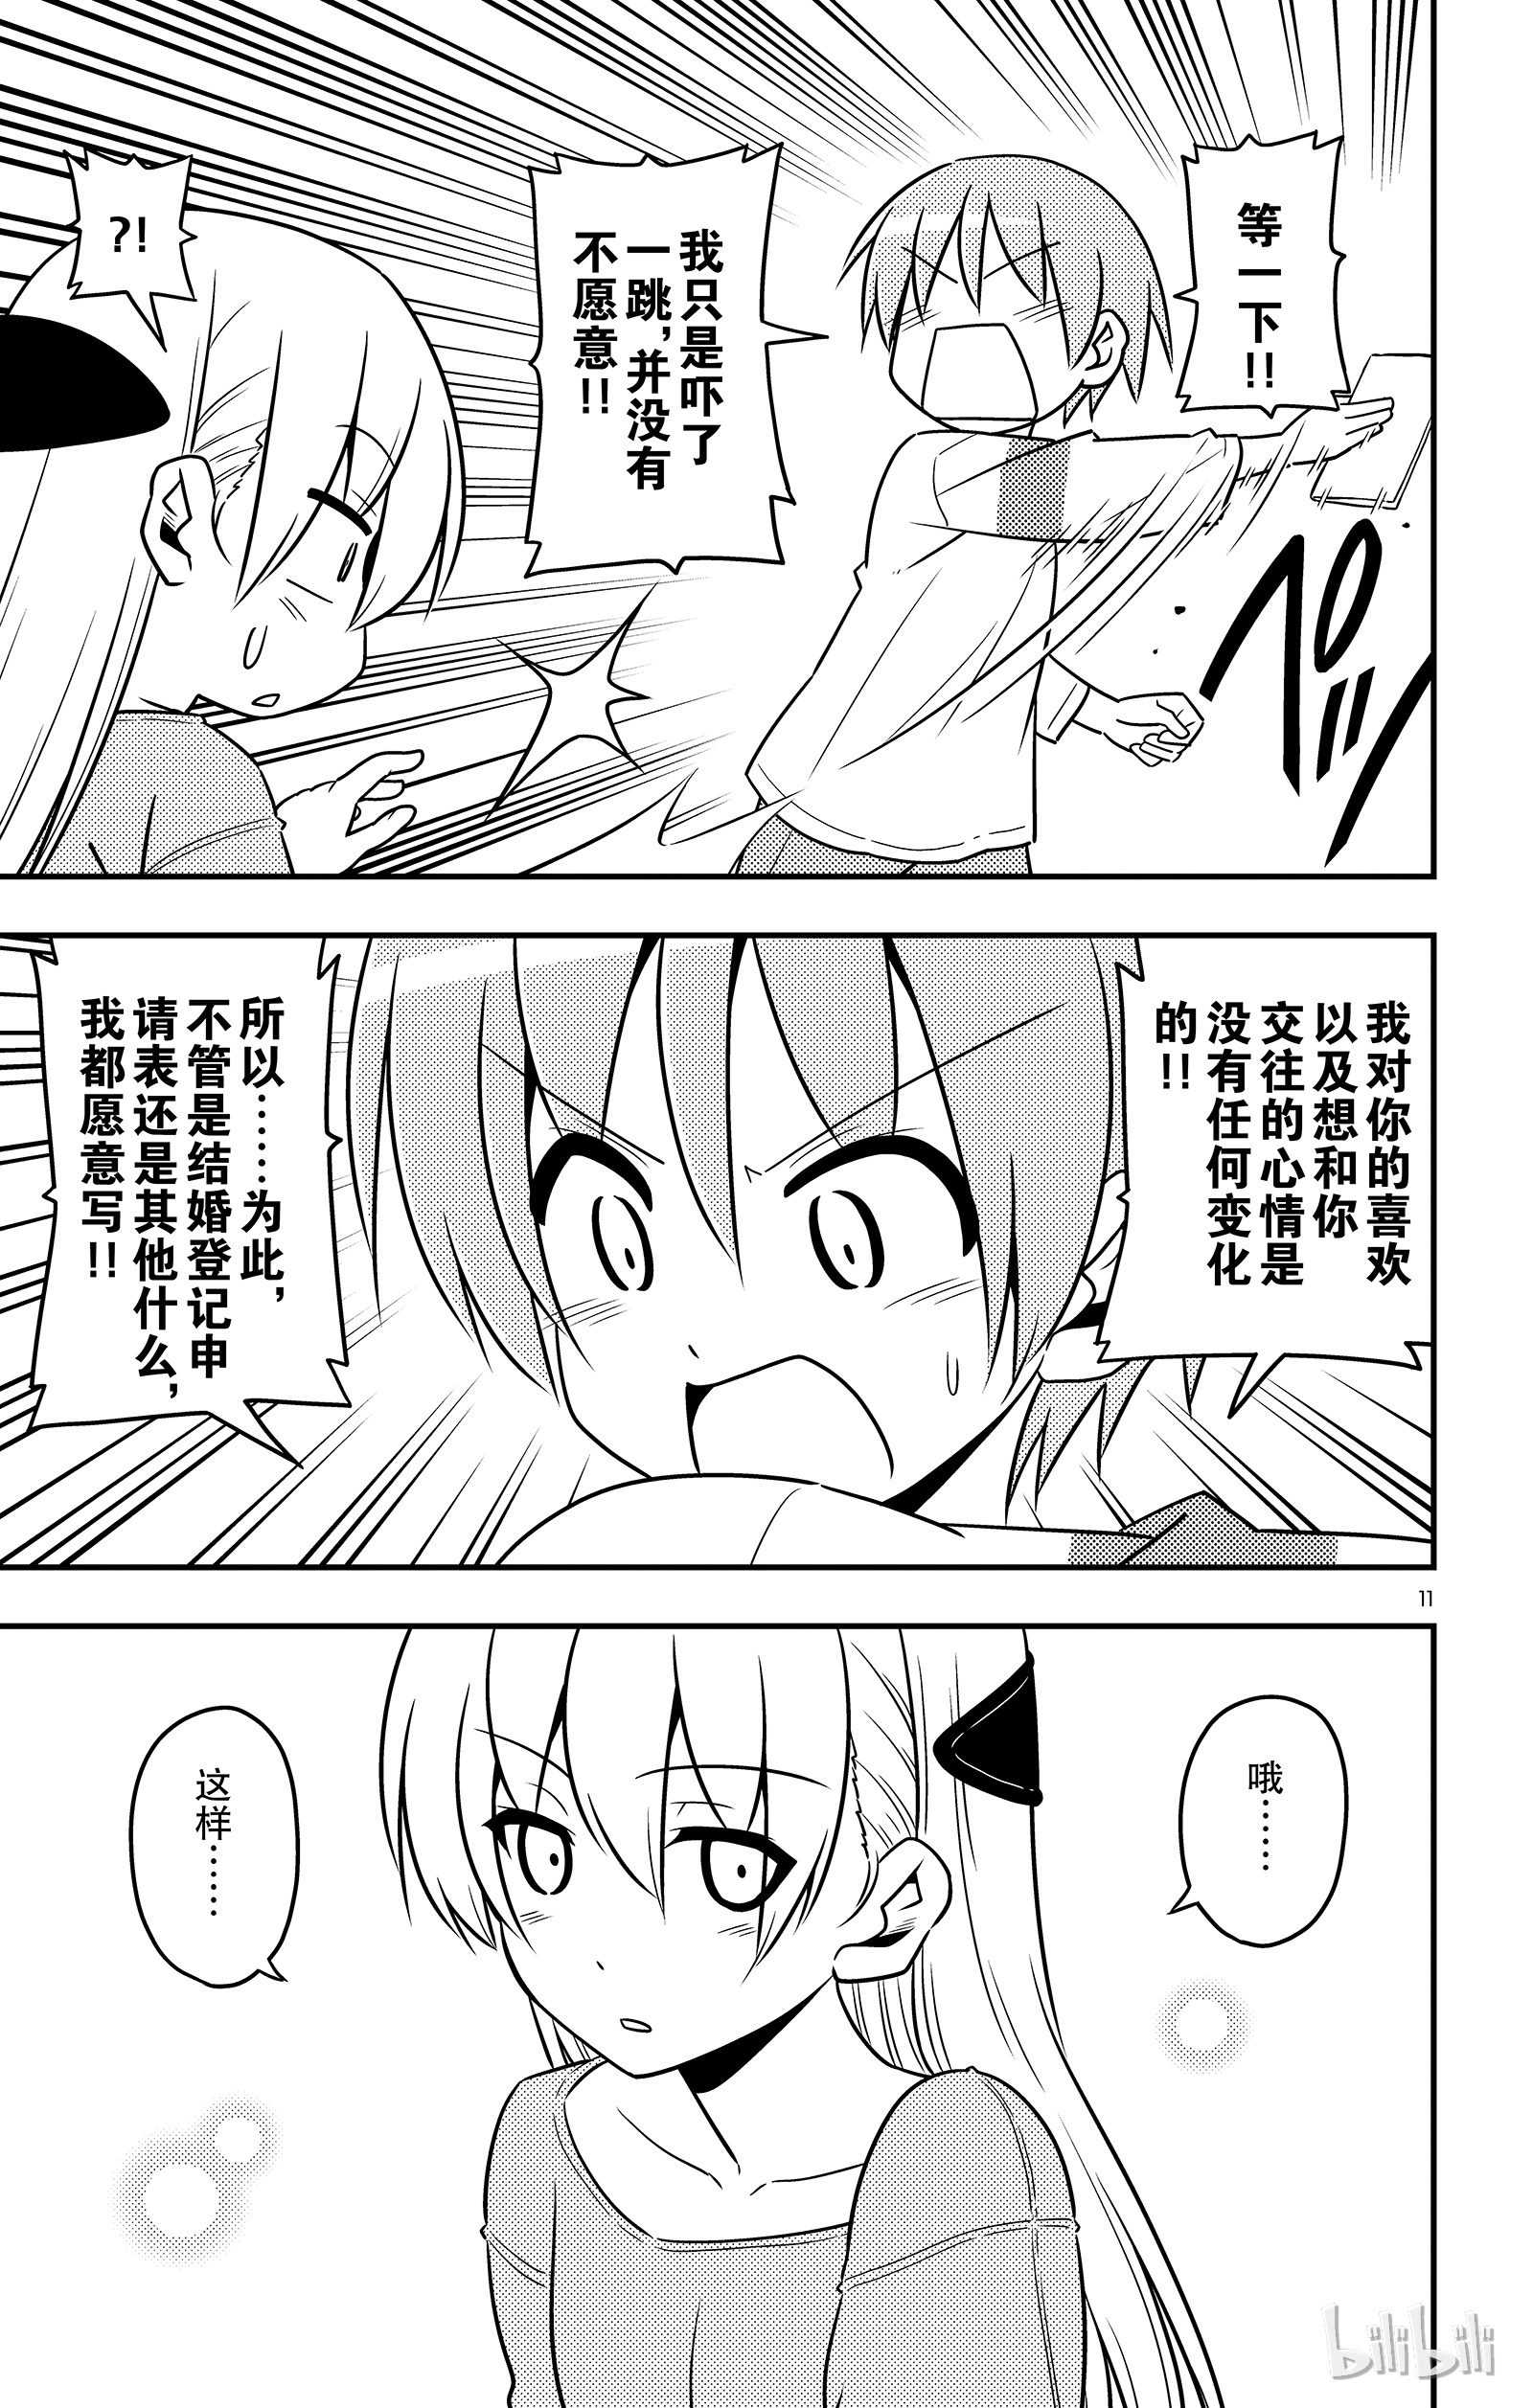 等一下!!
我只是吓了
一跳，并没有
不愿意!!
?!
我对你的喜欢
以及想和你
交往的心情是
没有任何变化
的!!
所以……为此，
不管是结婚登记申
请表还是其他什么，
我都愿意写!!
11
哦……
这样……
bilibili